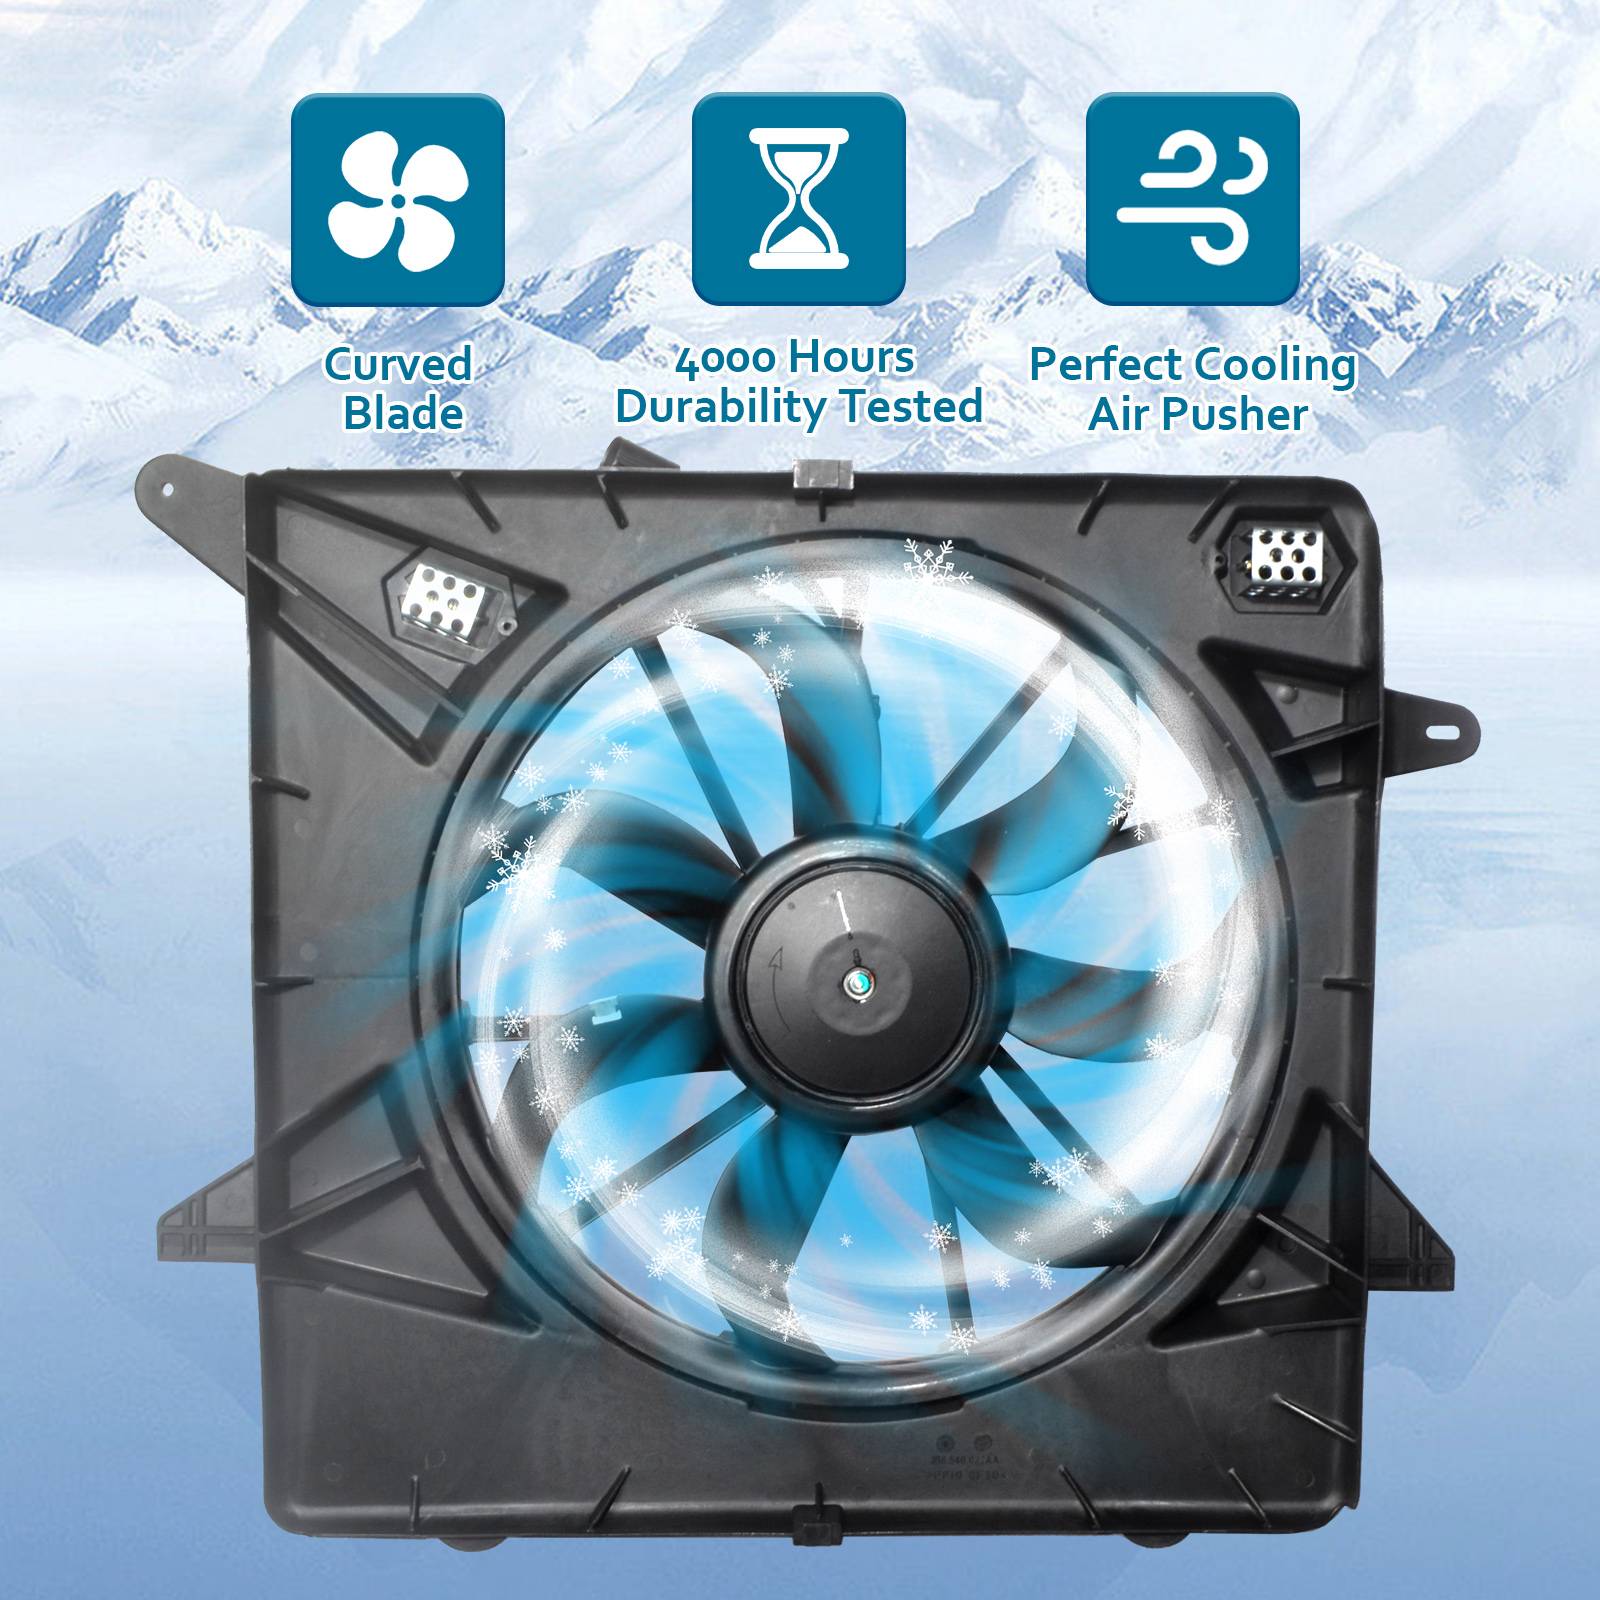 Curved
Blade
4000 Hours
Durability Tested
Perfect Cooling
Air Pusher